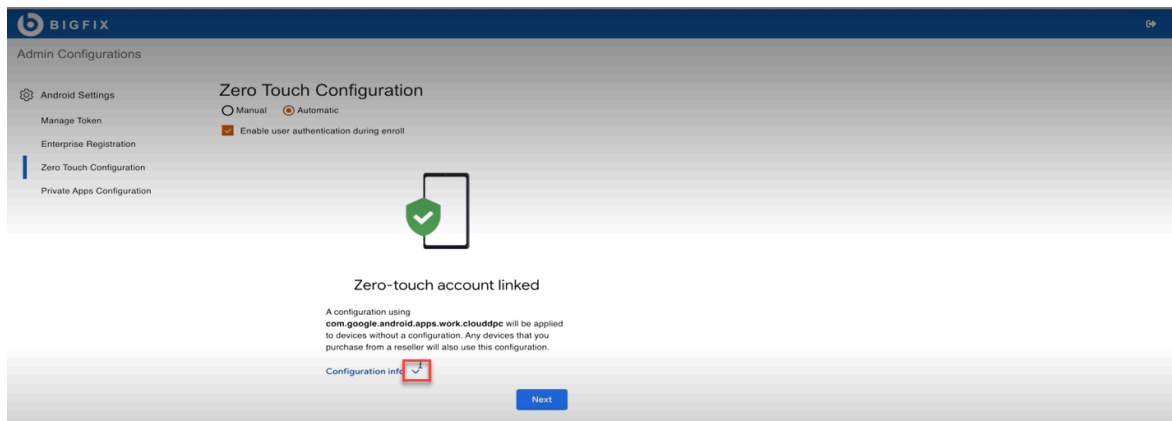 BIGFIX
Admin Configurations
Android Settings
Manage Token
Enterprise Registration
Zero Touch Configuration
Private Apps Configuration
Zero Touch Configuration
Manual Automatic
Enable user authentication during enroll
Zero-touch account linked
A configuration using
com.google.android.apps.work.clouddpc will be applied
to devices without a configuration. Any devices that you
purchase from a reseller will also use this configuration.
Configuration info
Next